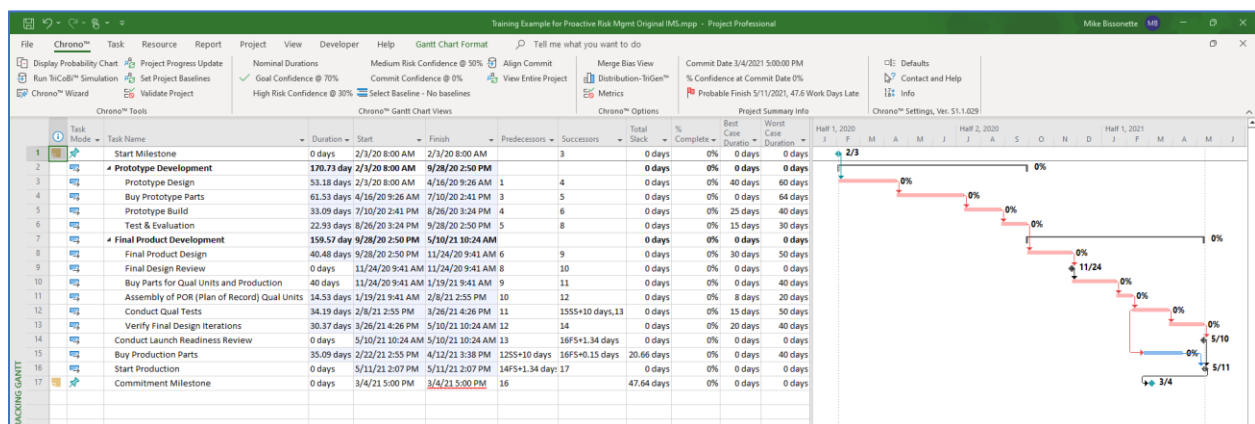 Training Example for Proactive Risk Mgmt Original IMS.mpp - Project Professional
Mike Bissonette MB
File Chrono™ Task Resource Report Project View Developer Help Gantt Chart Format Tell me what you want to do
Display Probability Chart Project Progress Update Nominal Durations Medium Risk Confidence @ 50% Align Commit Merge Bias View Commit Date 3/4/2021 5:00:00 PM Defaults
Run TriCoBi™ Simulation Set Project Baselines Goal Confidence @ 70% Commit Confidence @ 0% View Entire Project Distribution-TriGen™ % Confidence at Commit Date 0% Contact and Help
Chrono™ Wizard Validate Project High Risk Confidence @ 30% Select Baseline - No baselines Metrics Probable Finish 5/11/2021, 47.6 Work Days Late Info
Chrono™ Tools Chrono™ Gantt Chart Views Chrono™ Options Project Summary Info Chrono™ Settings, Ver. S1.1.029
Task Mode Task Name Duration Start Finish Predecessors Successors Total Slack % Complete Best Case Duratio Worst Case Duration Half 1, 2020 Half 2, 2020 Half 1, 2021
J F M A M J J A S O N D J F M A M J
1 Start Milestone 0 days 2/3/20 8:00 AM 2/3/20 8:00 AM 3 0 days 0% 0 days 0 days 2/3
2 Prototype Development 170.73 day 2/3/20 8:00 AM 9/28/20 2:50 PM 0 days 0% 0 days 0 days 0%
3 Prototype Design 53.18 days 2/3/20 8:00 AM 4/16/20 9:26 AM 1 4 0 days 0% 40 days 60 days 0%
4 Buy Prototype Parts 61.53 days 4/16/20 9:26 AM 7/10/20 2:41 PM 3 5 0 days 0% 0 days 64 days 0%
5 Prototype Build 33.09 days 7/10/20 2:41 PM 8/26/20 3:24 PM 4 6 0 days 0% 25 days 40 days 0%
6 Test & Evaluation 22.93 days 8/26/20 3:24 PM 9/28/20 2:50 PM 5 8 0 days 0% 15 days 30 days 0%
7 Final Product Development 159.57 day 9/28/20 2:50 PM 5/10/21 10:24 AM 0 days 0% 0 days 0 days 0%
8 Final Product Design 40.48 days 9/28/20 2:50 PM 11/24/20 9:41 AM 6 9 0 days 0% 30 days 50 days 0%
9 Final Design Review 0 days 11/24/20 9:41 AM 11/24/20 9:41 AM 8 10 0 days 0% 0 days 0 days 11/24
10 Buy Parts for Qual Units and Production 40 days 11/24/20 9:41 AM 1/19/21 9:41 AM 9 11 0 days 0% 0 days 40 days 0%
11 Assembly of POR (Plan of Record) Qual Units 14.53 days 1/19/21 9:41 AM 2/8/21 2:55 PM 10 12 0 days 0% 8 days 20 days 0%
12 Conduct Qual Tests 34.19 days 2/8/21 2:55 PM 3/26/21 4:26 PM 11 15SS+10 days,13 0 days 0% 15 days 50 days 0%
13 Verify Final Design Iterations 30.37 days 3/26/21 4:26 PM 5/10/21 10:24 AM 12 14 0 days 0% 20 days 40 days 0%
14 Conduct Launch Readiness Review 0 days 5/10/21 10:24 AM 5/10/21 10:24 AM 13 16FS+1.34 days 0 days 0% 0 days 0 days 5/10
15 Buy Production Parts 35.09 days 2/22/21 2:55 PM 4/12/21 3:38 PM 12SS+10 days 16FS+0.15 days 20.66 days 0% 0 days 40 days 0%
16 Start Production 0 days 5/11/21 2:07 PM 5/11/21 2:07 PM 14FS+1.34 day: 17 0 days 0% 0 days 0 days 5/11
17 Commitment Milestone 0 days 3/4/21 5:00 PM 3/4/21 5:00 PM 16 47.64 days 0% 0 days 0 days 3/4
RACKING GANTT